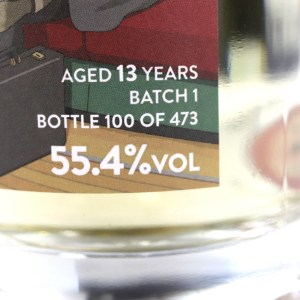 AGED 13 YEARS
BATCH 1
BOTTLE 100 OF 473
55.4%VOL